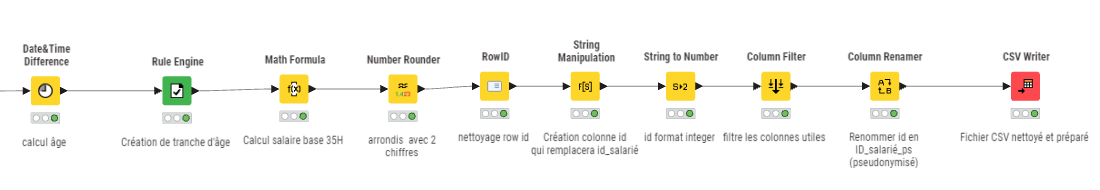 Date&Time
Difference
Rule Engine
Math Formula
Number Rounder
RowID
String
Manipulation
String to Number
Column Filter
Column Renamer
CSV Writer
f(x)
1.423
f[S]
S▸2
A
B
calcul âge
Création de tranche d'âge
Calcul salaire base 35H
arrondis avec 2
chiffres
nettoyage row id
Création colonne id
qui remplacera id_salarié
id format integer
filtre les colonnes utiles
Renommer id en
ID_salarié_ps
(pseudonymisé)
Fichier CSV nettoyé et préparé